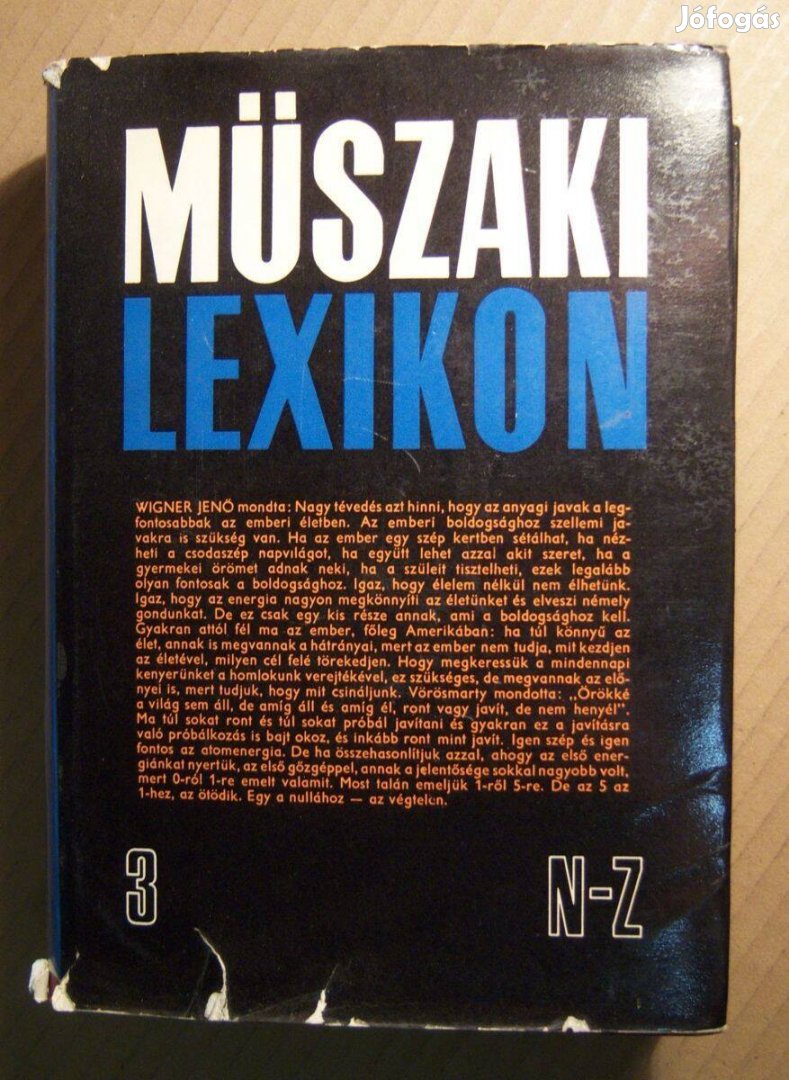 Jófogás
MŰSZAKI
LEXIKON
WIGNER JENŐ mondta: Nagy tévedés azt hinni, hogy az anyagi javak a leg-
fontosabbak az emberi életben. Az emberi boldogsághoz szellemi ja-
vakra is szükség van. Ha az ember egy szép kertben sétálhat, ha néz-
heti a csodaszép napvilágot, ha együtt lehet azzal akit szeret, ha a
gyermekei örömet adnak neki, ha a szüleit tisztelheti, ezek legalább
olyan fontosak a boldogsághoz. Igaz, hogy élelem nélkül nem élhetünk.
Igaz, hogy az energia nagyon megkönnyíti az életünket és elveszi némely
gondunkat. De ez csak egy kis része annak, ami a boldogsághoz kell.
Gyakran attól fél ma az ember, főleg Amerikában: ha túl könnyű az
élet, annak is megvannak a hátrányai, mert az ember nem tudja, mit kezdjen
az életével, milyen cél felé törekedjen. Hogy megkeressük a mindennapi
kenyerünket a homlokunk verejtékével, ez szükséges, de megvannak az elő-
nyei is, mert tudjuk, hogy mit csináljunk. Vörösmarty mondotta: „Örökké
a világ sem áll, de amíg áll és amíg él, ront vagy javít, de nem henyél”.
Ma túl sokat ront és túl sokat próbál javítani és gyakran ez a javításra
való próbálkozás is bajt okoz, és inkább ront mint javít. Igen szép és igen
fontos az atomenergia. De ha összehasonlítjuk azzal, ahogy az első ener-
giánkat nyertük, az első gőzgéppel, annak a jelentősége sokkal nagyobb volt,
mert 0-ról 1-re emelt valamit. Most talán emeljük 1-ről 5-re. De az 5 az
1-hez, az ötödik. Egy a nullához — az végtelen.
3
N-Z